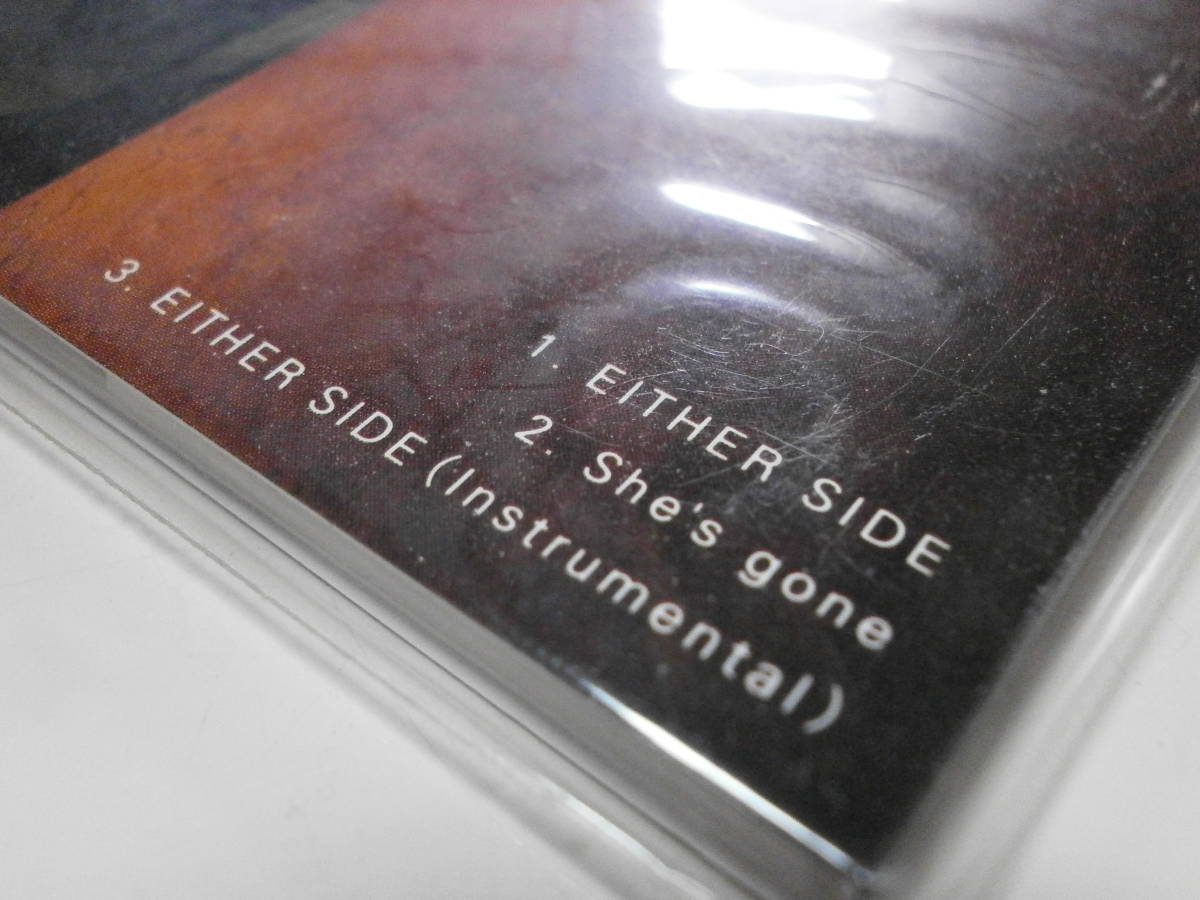 1. EITHER SIDE
2. She's gone
3. EITHER SIDE (Instrumental)